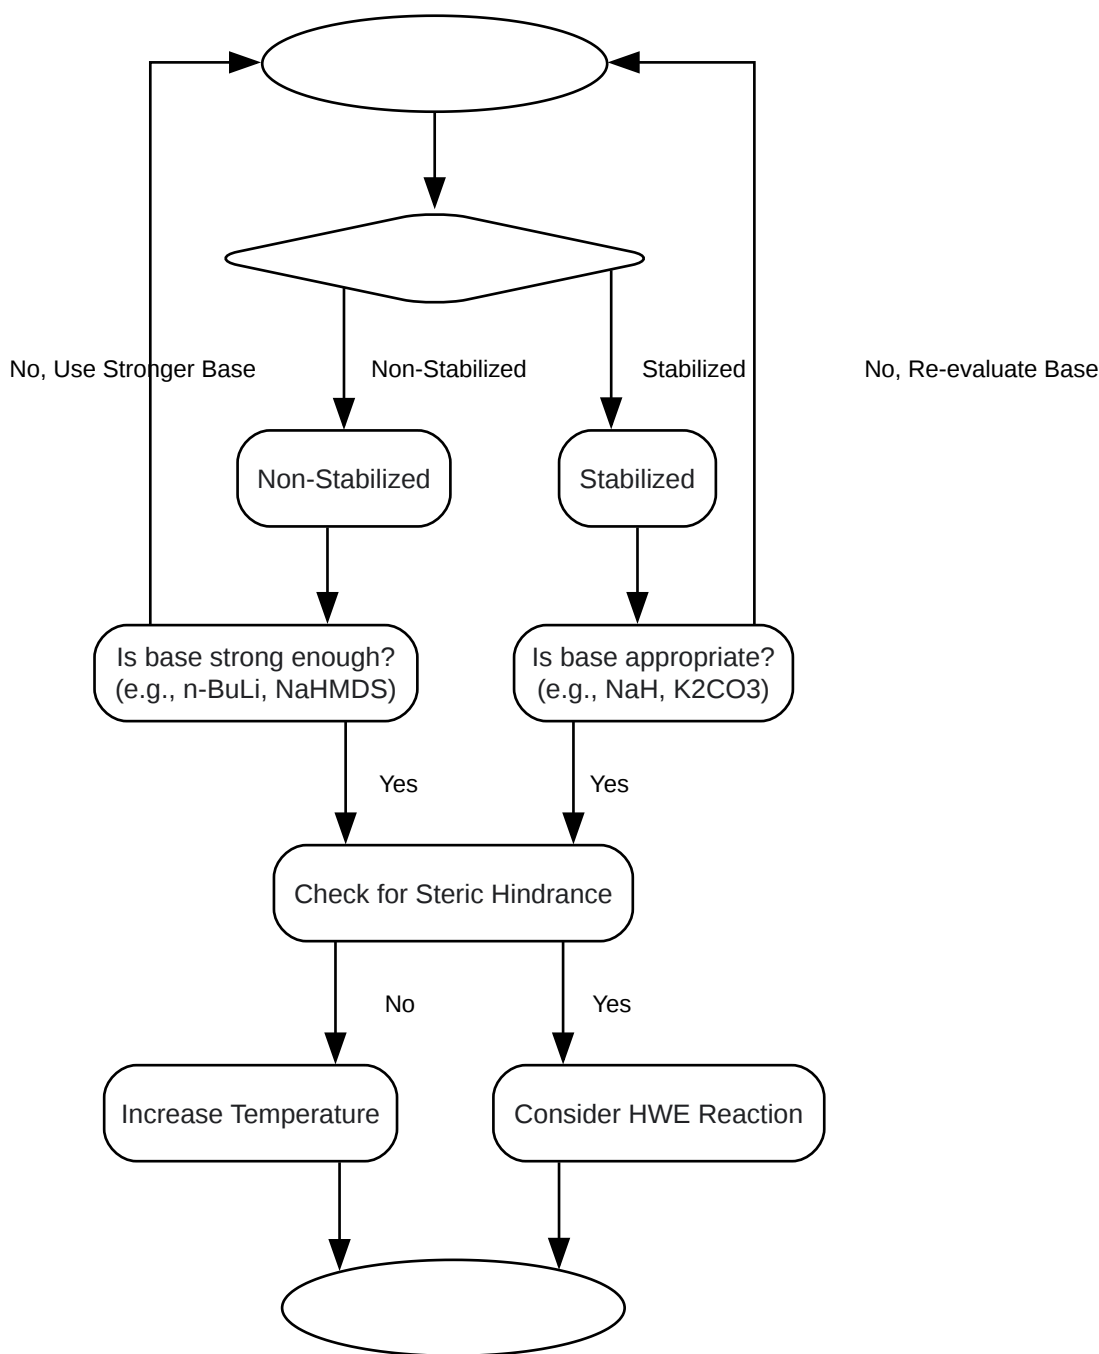 No, Use Stronger Base
Non-Stabilized
Stabilized
No, Re-evaluate Base
Non-Stabilized
Stabilized
Is base strong enough?
(e.g., n-BuLi, NaHMDS)
Is base appropriate?
(e.g., NaH, K2CO3)
Yes
Yes
Check for Steric Hindrance
No
Yes
Increase Temperature
Consider HWE Reaction